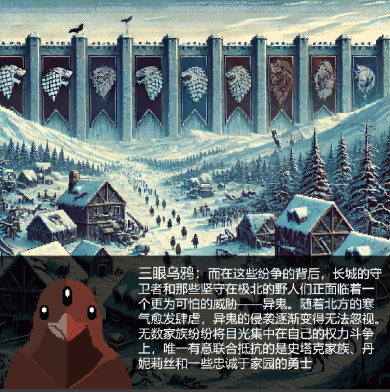 三眼乌鸦：而在这些纷争的背后，长城的守
卫者和那些坚守在极北的野人们正面临着一
个更为可怕的威胁——异鬼。随着北方的寒
气愈发肆虐，异鬼的侵袭逐渐变得无法忽视。
无数家族纷纷将目光集中在自己的权力斗争
上，唯一有意联合抵抗的是史塔克家族、丹
妮莉丝和一些忠诚于家园的勇士